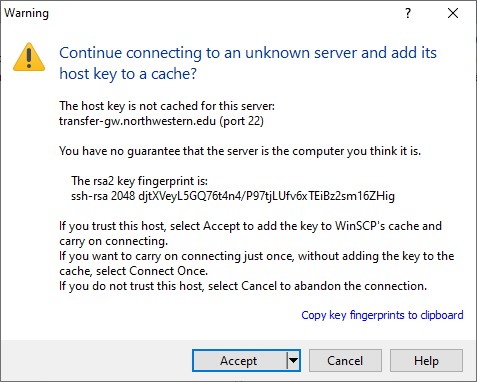 Warning
?
Continue connecting to an unknown server and add its
host key to a cache?
The host key is not cached for this server:
transfer-gw.northwestern.edu (port 22)
You have no guarantee that the server is the computer you think it is.
The rsa2 key fingerprint is:
ssh-rsa 2048 djtXVeyL5GQ76t4n4/P97tjLUfv6xTEiBz2sm16ZHig
If you trust this host, select Accept to add the key to WinSCP's cache and
carry on connecting.
If you want to carry on connecting just once, without adding the key to the
cache, select Connect Once.
If you do not trust this host, select Cancel to abandon the connection.
Copy key fingerprints to clipboard
Accept
Cancel
Help